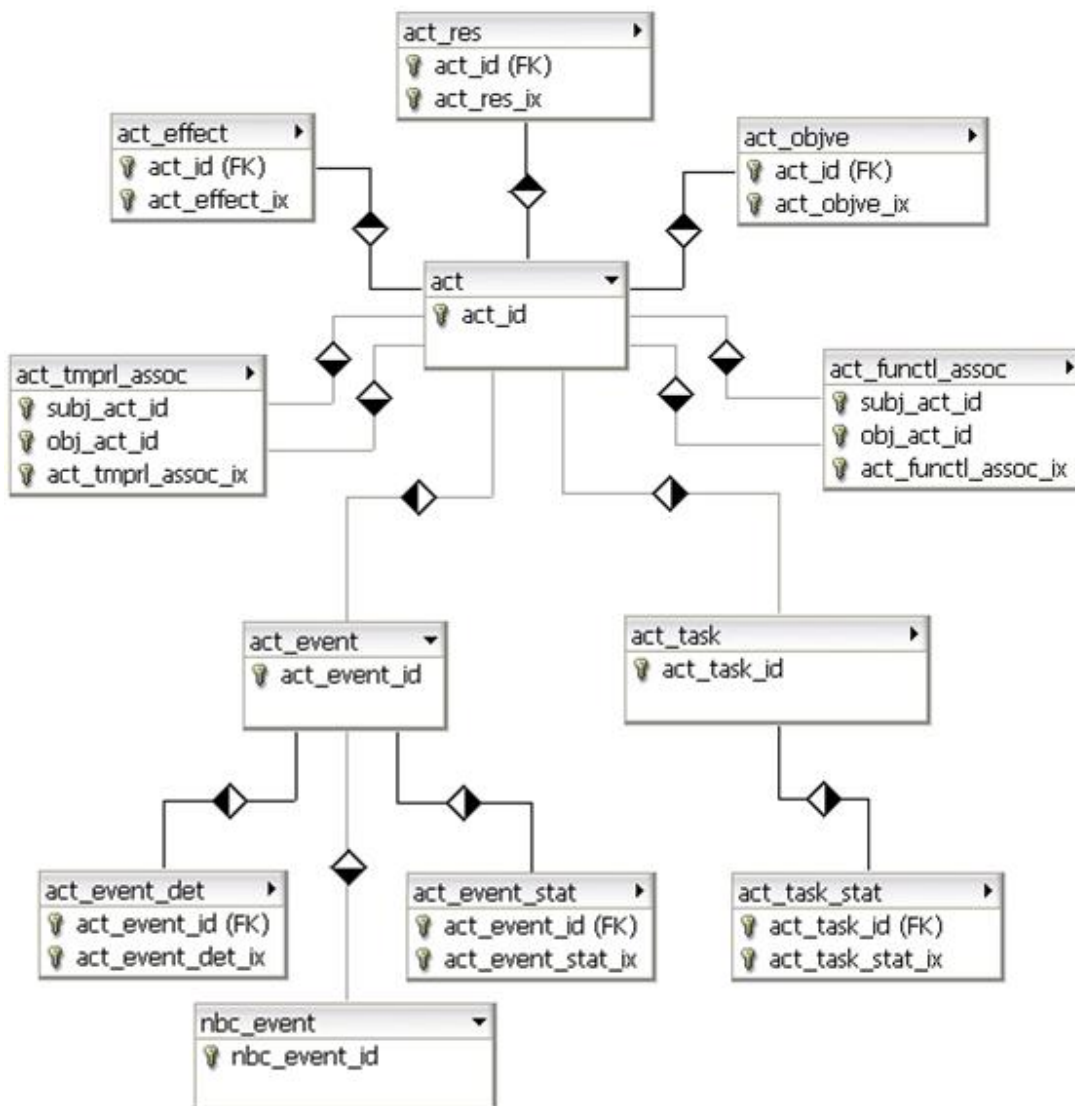 act_res
act_id (FK)
act_res_ix
act_effect
act_id (FK)
act_effect_ix
act_objve
act_id (FK)
act_objve_ix
act
act_id
act_tmprl_assoc
subj_act_id
obj_act_id
act_tmprl_assoc_ix
act_functl_assoc
subj_act_id
obj_act_id
act_functl_assoc_ix
act_event
act_event_id
act_task
act_task_id
act_event_det
act_event_id (FK)
act_event_det_ix
act_event_stat
act_event_id (FK)
act_event_stat_ix
act_task_stat
act_task_id (FK)
act_task_stat_ix
nbc_event
nbc_event_id